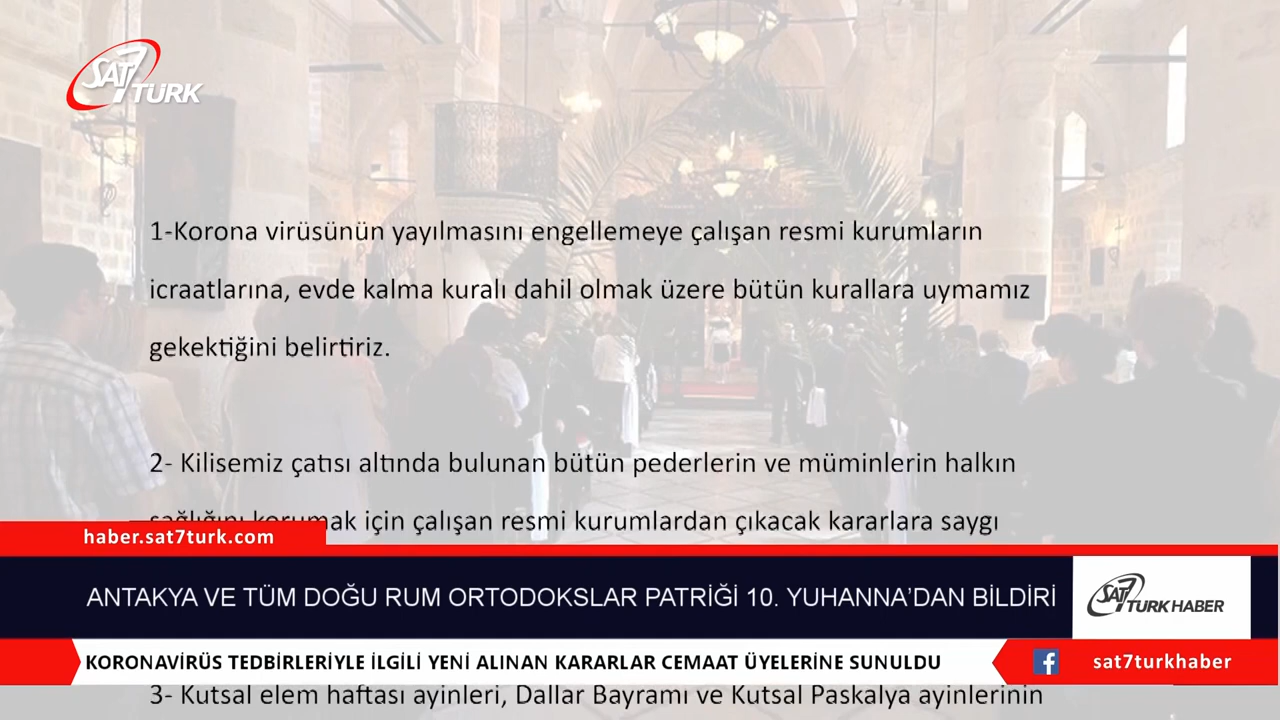 SAT7 TURK
1-Korona virüsünün yayılmasını engellemeye çalışan resmi kurumların
icraatlarına, evde kalma kuralı dahil olmak üzere bütün kurallara uymamız
gekektiğini belirtiriz.
2- Kilisemiz çatısı altında bulunan bütün pederlerin ve müminlerin halkın
sağlığını korumak için çalışan resmi kurumlardan çıkacak kararlara saygı
haber.sat7turk.com
ANTAKYA VE TÜM DOĞU RUM ORTODOKSLAR PATRİĞİ 10. YUHANNA’DAN BİLDİRİ
SAT7 TURK HABER
KORONAVİRÜS TEDBİRLERİYLE İLGİLİ YENİ ALINAN KARARLAR CEMAAT ÜYELERİNE SUNULDU
f sat7turkhaber
3- Kutsal elem haftası ayinleri, Dallar Bayramı ve Kutsal Paskalya ayinlerinin